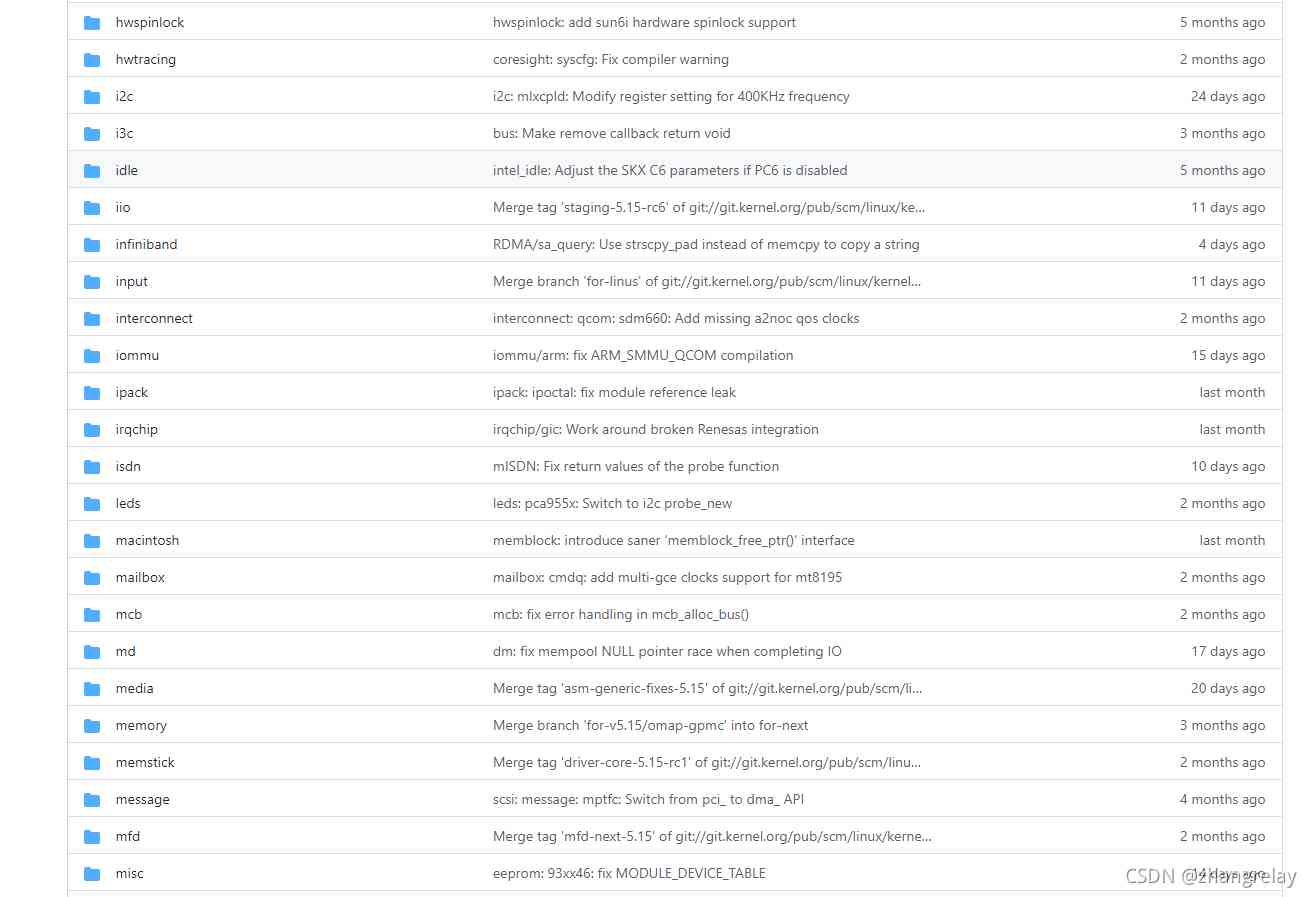 hwspinlock hwspinlock: add sun6i hardware spinlock support 5 months ago
hwtracing coresight: syscfg: Fix compiler warning 2 months ago
i2c i2c: mlxcpld: Modify register setting for 400KHz frequency 24 days ago
i3c bus: Make remove callback return void 3 months ago
idle intel_idle: Adjust the SKX C6 parameters if PC6 is disabled 5 months ago
iio Merge tag 'staging-5.15-rc6' of git://git.kernel.org/pub/scm/linux/ke... 11 days ago
infiniband RDMA/sa_query: Use strscpy_pad instead of memcpy to copy a string 4 days ago
input Merge branch 'for-linus' of git://git.kernel.org/pub/scm/linux/kernel... 11 days ago
interconnect interconnect: qcom: sdm660: Add missing a2noc qos clocks 2 months ago
iommu iommu/arm: fix ARM_SMMU_QCOM compilation 15 days ago
ipack ipack: ipoctal: fix module reference leak last month
irqchip irqchip/gic: Work around broken Renesas integration last month
isdn mISDN: Fix return values of the probe function 10 days ago
leds leds: pca955x: Switch to i2c probe_new 2 months ago
macintosh memblock: introduce saner 'memblock_free_ptr()' interface last month
mailbox mailbox: cmdq: add multi-gce clocks support for mt8195 2 months ago
mcb mcb: fix error handling in mcb_alloc_bus() 2 months ago
md dm: fix mempool NULL pointer race when completing IO 17 days ago
media Merge tag 'asm-generic-fixes-5.15' of git://git.kernel.org/pub/scm/li... 20 days ago
memory Merge branch 'for-v5.15/omap-gpmc' into for-next 3 months ago
memstick Merge tag 'driver-core-5.15-rc1' of git://git.kernel.org/pub/scm/linu... 2 months ago
message scsi: message: mptfc: Switch from pci_ to dma_ API 4 months ago
mfd Merge tag 'mfd-next-5.15' of git://git.kernel.org/pub/scm/linux/kerne... 2 months ago
misc eeprom: 93xx46: fix MODULE_DEVICE_TABLE 14 days ago
CSDN @zhangrelay